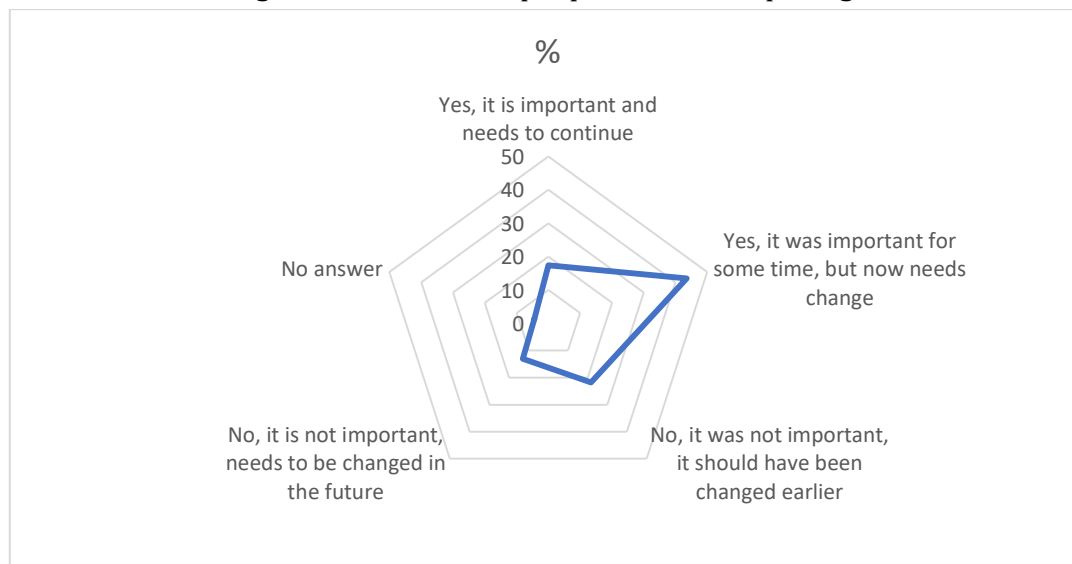 %
Yes, it is important and
needs to continue
50
40
30
20
10
0
Yes, it was important for
some time, but now needs
change
No, it was not important,
it should have been
changed earlier
No, it is not important,
needs to be changed in
the future
No answer